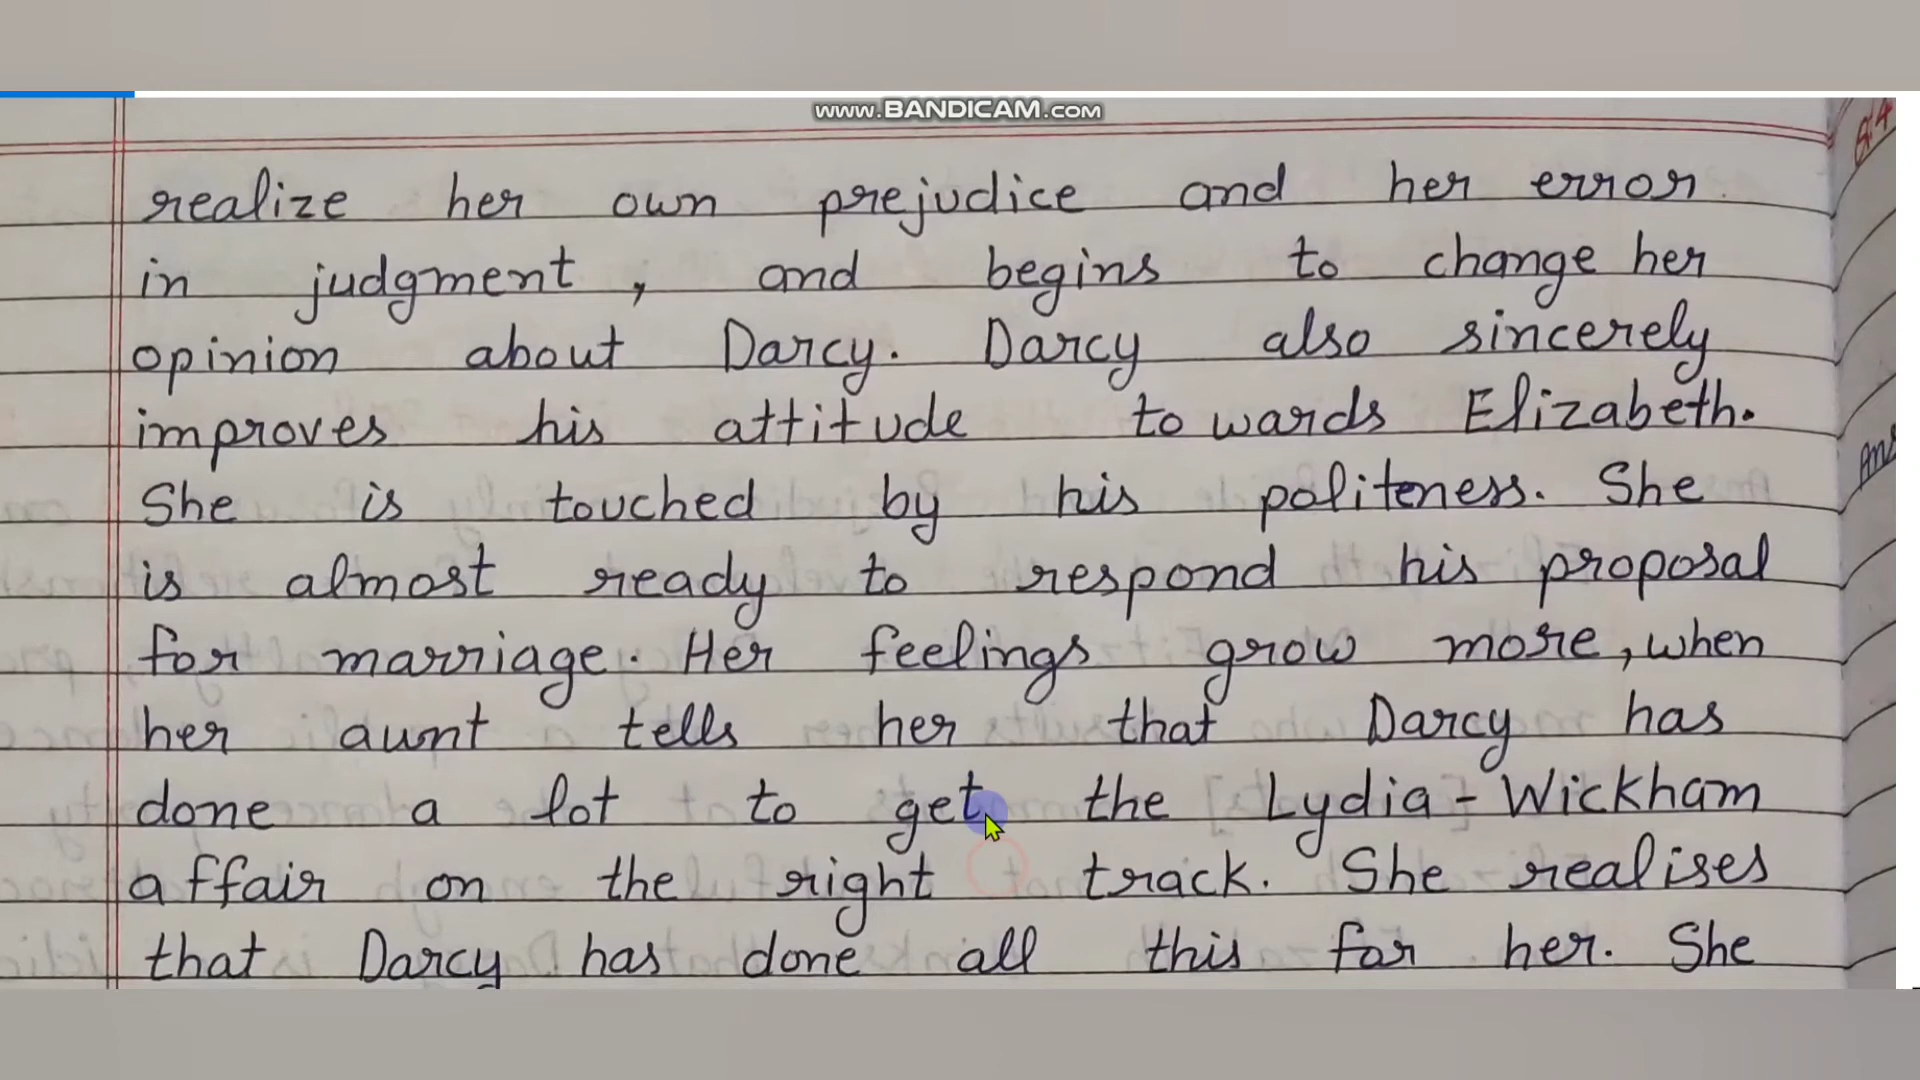 www.BANDICAM.com
realize her own prejudice and her error
in judgment, and begins to change her
opinion about Darcy. Darcy also sincerely
improves his attitude to wards Elizabeth.
She is touched by his politeness. She
is almost ready to respond his proposal
for marriage. Her feelings grow more, when
her aunt tells her that Darcy has
done a lot to get the Lydia - Wickham
affair on the right track. She realises
that Darcy has done all this for her. She
Ans